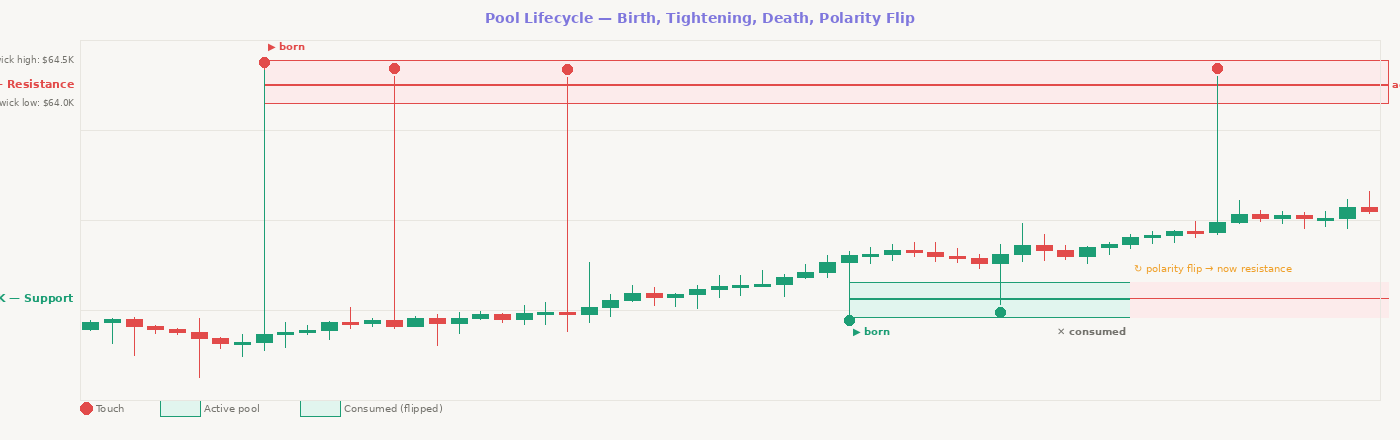 Pool Lifecycle — Birth, Tightening, Death, Polarity Flip
▶ born
wick high: $64.5K
— Resistance
wick low: $64.0K
↻ polarity flip → now resistance
K — Support
▶ born
✕ consumed
Touch
Active pool
Consumed (flipped)